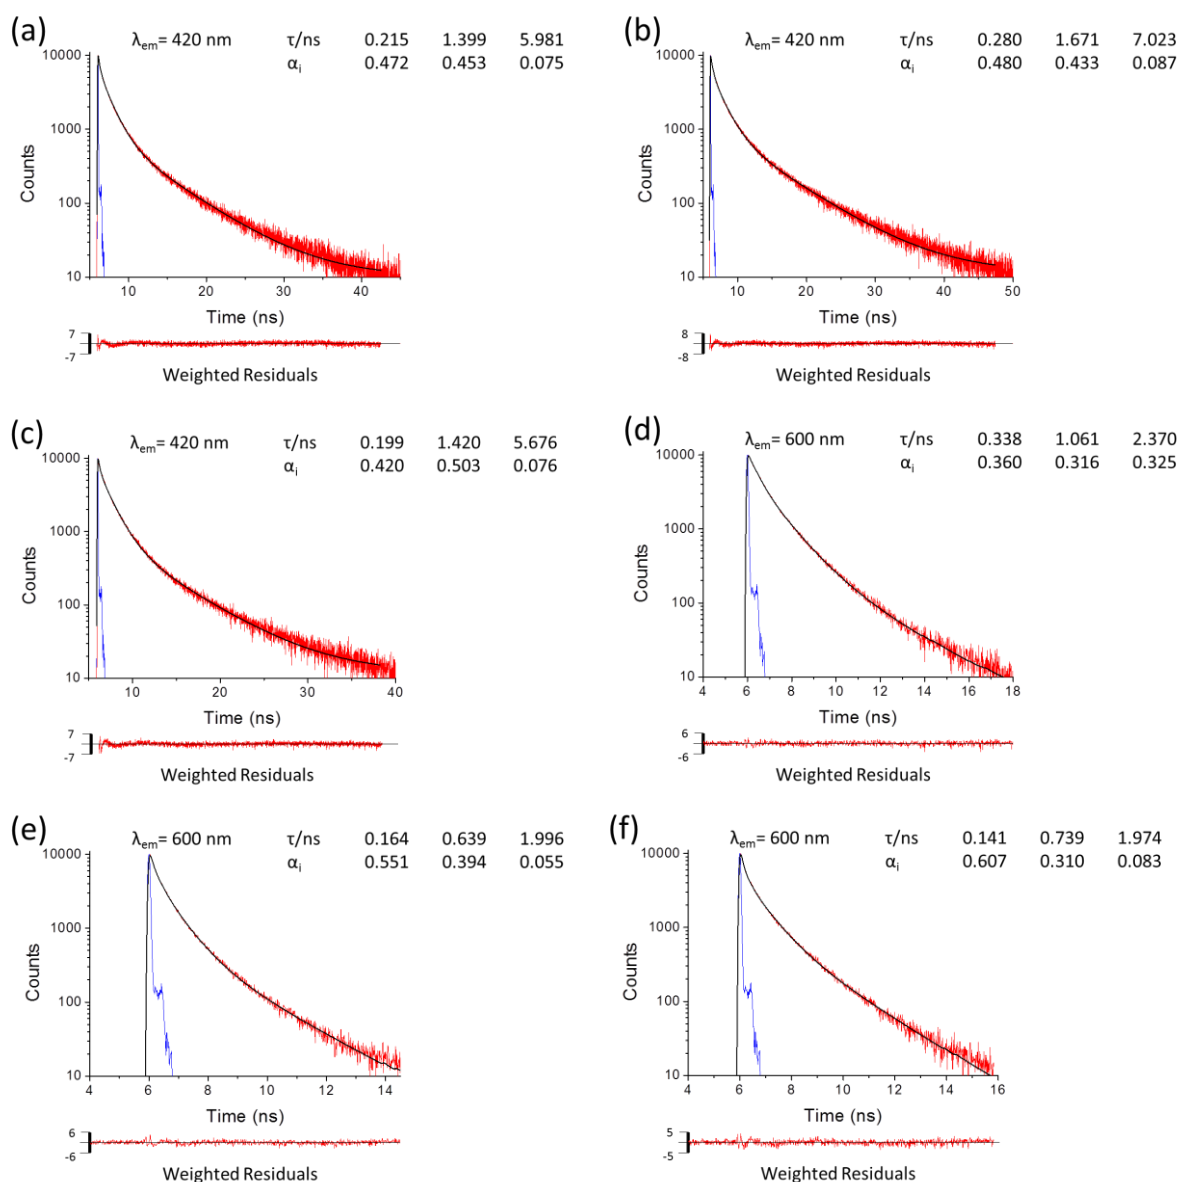 (a)
λem= 420 nm τ/ns 0.215 1.399 5.981
αi 0.472 0.453 0.075
10000
1000
100
10
Counts
10 20 30 40
Time (ns)
7
-7
Weighted Residuals
(b)
λem= 420 nm τ/ns 0.280 1.671 7.023
αi 0.480 0.433 0.087
10000
1000
100
10
Counts
10 20 30 40 50
Time (ns)
8
-8
Weighted Residuals
(c)
λem= 420 nm τ/ns 0.199 1.420 5.676
αi 0.420 0.503 0.076
10000
1000
100
10
Counts
10 20 30 40
Time (ns)
7
-7
Weighted Residuals
(d)
λem= 600 nm τ/ns 0.338 1.061 2.370
αi 0.360 0.316 0.325
10000
1000
100
10
Counts
4 6 8 10 12 14 16 18
Time (ns)
6
-6
Weighted Residuals
(e)
λem= 600 nm τ/ns 0.164 0.639 1.996
αi 0.551 0.394 0.055
10000
1000
100
10
Counts
4 6 8 10 12 14
Time (ns)
6
-6
Weighted Residuals
(f)
λem= 600 nm τ/ns 0.141 0.739 1.974
αi 0.607 0.310 0.083
10000
1000
100
10
Counts
4 6 8 10 12 14 16
Time (ns)
5
-5
Weighted Residuals